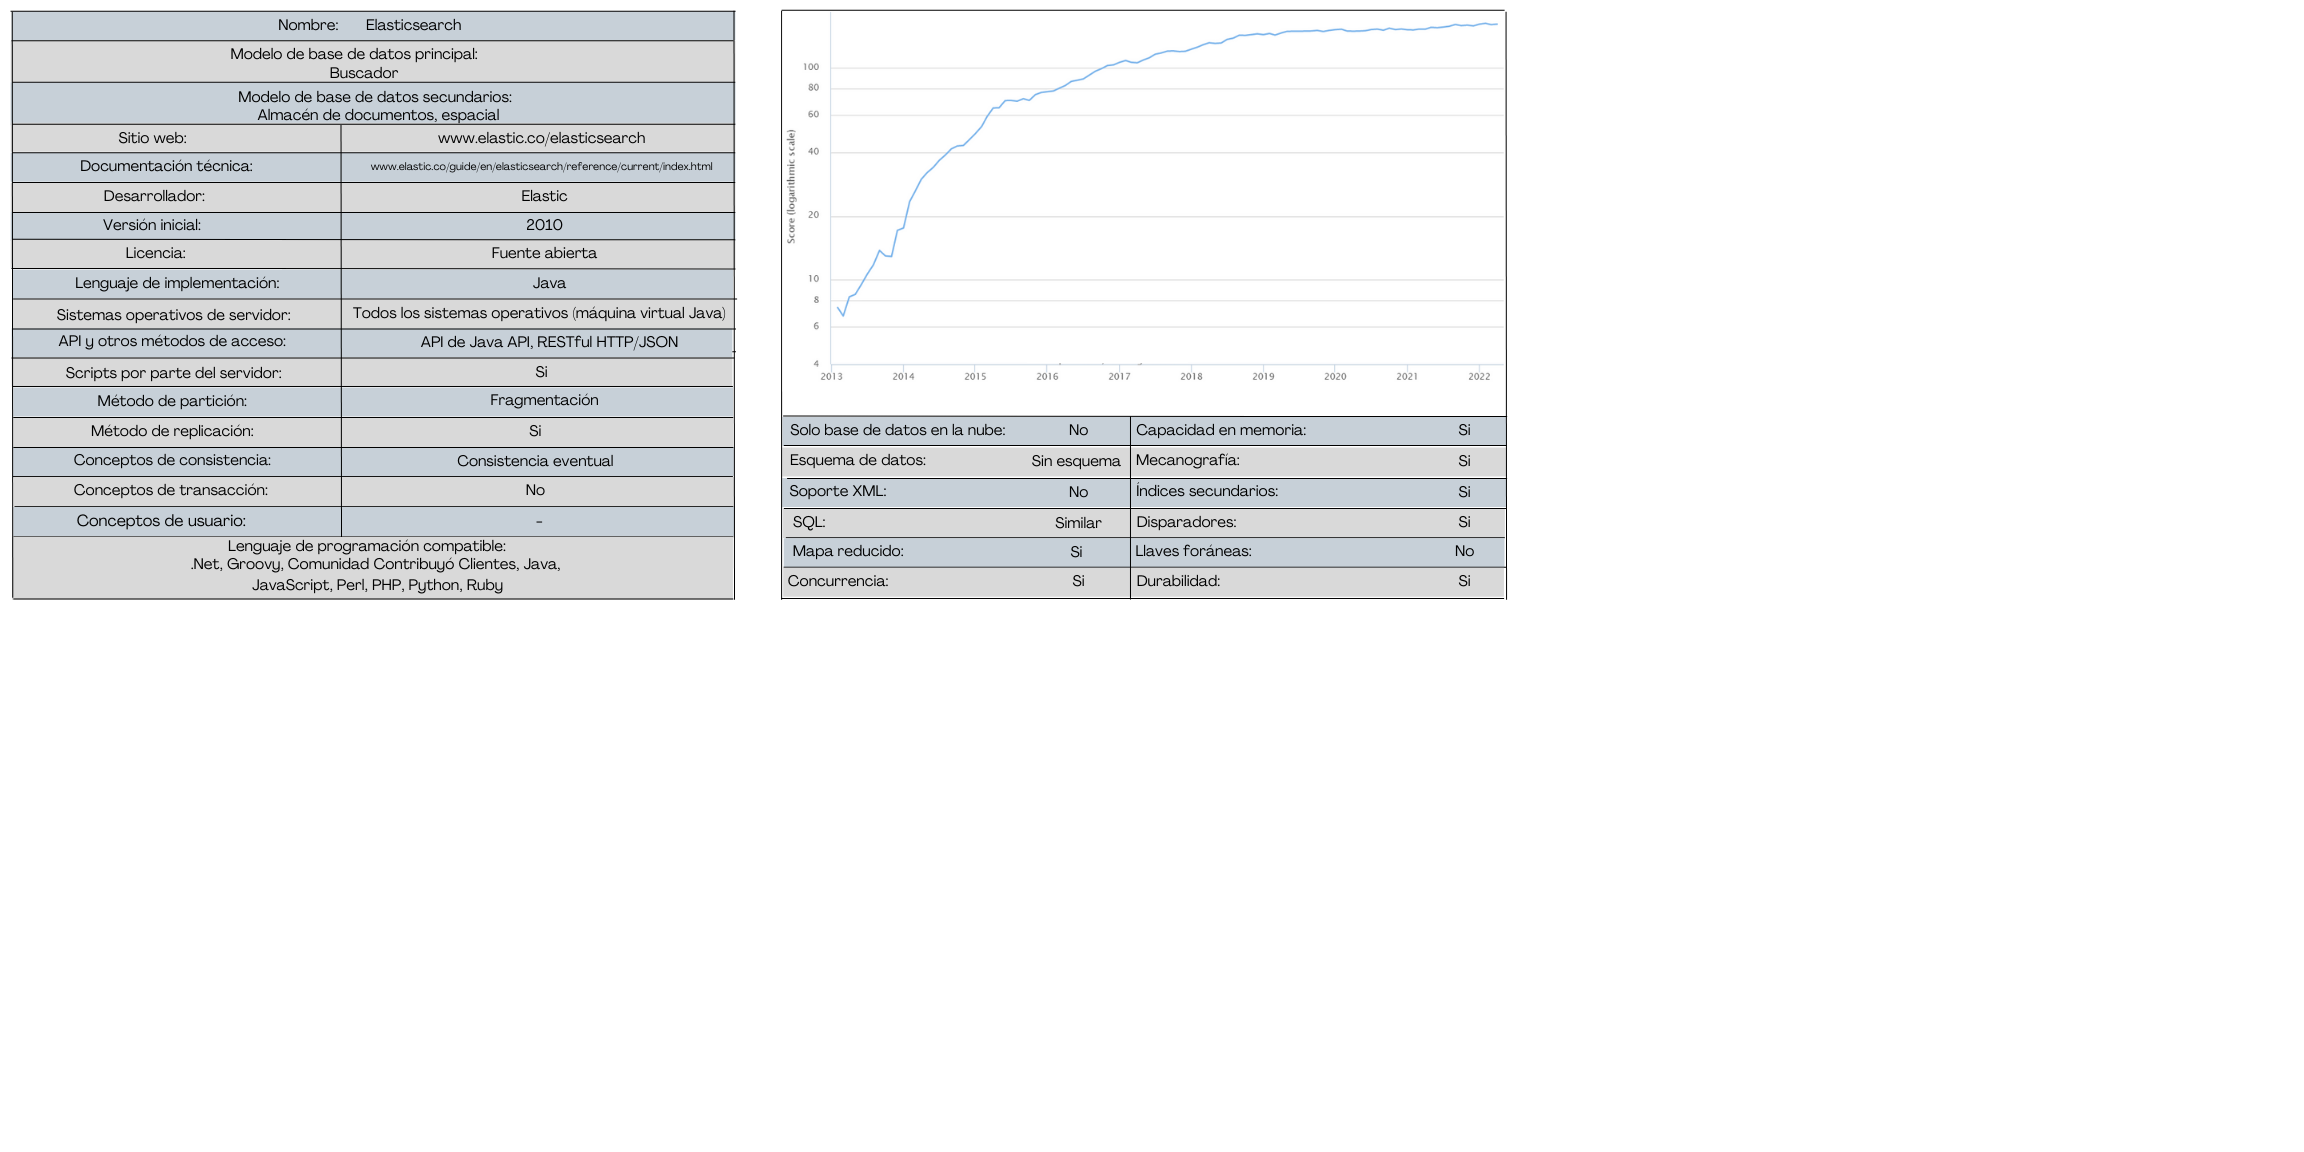 Nombre: Elasticsearch
Modelo de base de datos principal:
Buscador
Modelo de base de datos secundarios:
Almacén de documentos, espacial
Sitio web: www.elastic.co/elasticsearch
Documentación técnica: www.elastic.co/guide/en/elasticsearch/reference/current/index.html
Desarrollador: Elastic
Versión inicial: 2010
Licencia: Fuente abierta
Lenguaje de implementación: Java
Sistemas operativos de servidor: Todos los sistemas operativos (máquina virtual Java)
API y otros métodos de acceso: API de Java API, RESTful HTTP/JSON
Scripts por parte del servidor: Si
Método de partición: Fragmentación
Método de replicación: Si
Conceptos de consistencia: Consistencia eventual
Conceptos de transacción: No
Conceptos de usuario: -
Lenguaje de programación compatible:
.Net, Groovy, Comunidad Contribuyó Clientes, Java,
JavaScript, Perl, PHP, Python, Ruby
Score (logarithmic scale)
100
80
60
40
20
10
8
6
4
2013 2014 2015 2016 2017 2018 2019 2020 2021 2022
Solo base de datos en la nube: No Capacidad en memoria: Si
Esquema de datos: Sin esquema Mecanografía: Si
Soporte XML: No Índices secundarios: Si
SQL: Similar Disparadores: Si
Mapa reducido: Si Llaves foráneas: No
Concurrencia: Si Durabilidad: Si